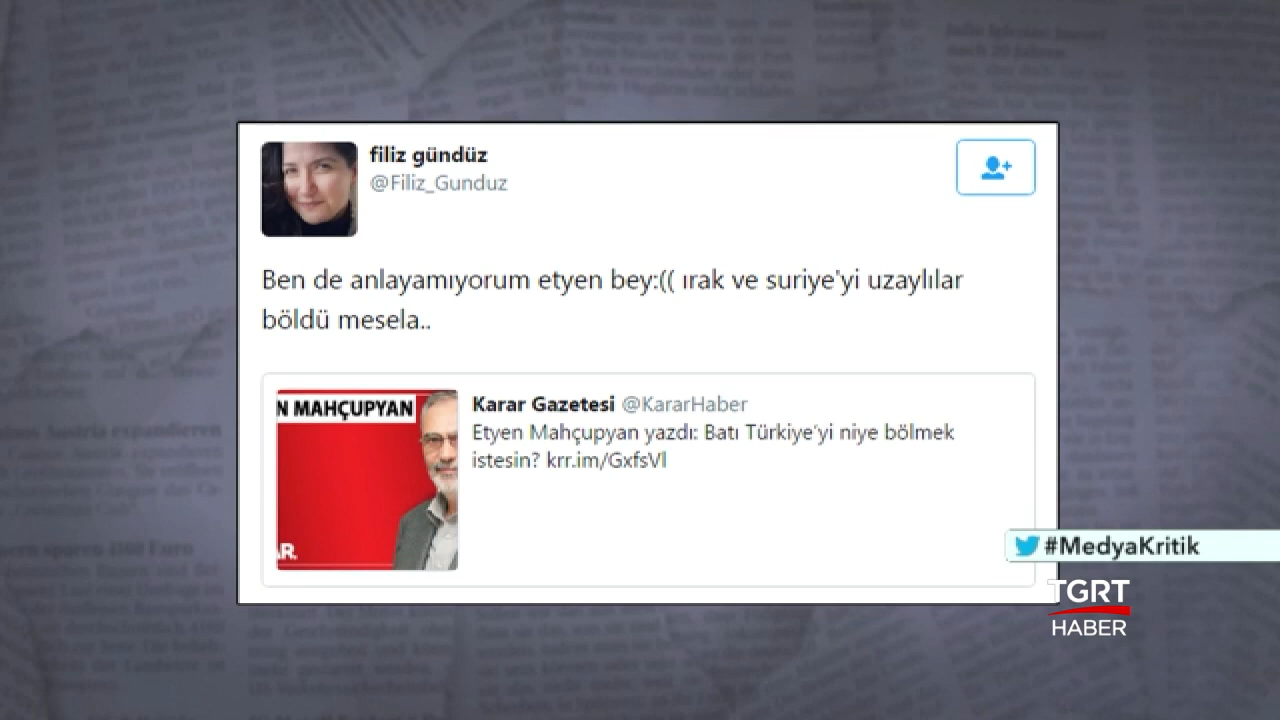 filiz gündüz
@Filiz_Gunduz
Ben de anlayamıyorum etyen bey:(( ırak ve suriye'yi uzaylılar
böldü mesela..
N MAHÇUPYAN
AR.
Karar Gazetesi @KararHaber
Etyen Mahçupyan yazdı: Batı Türkiye'yi niye bölmek
istesin? krr.im/GxfsVl
#MedyaKritik
TGRT
HABER